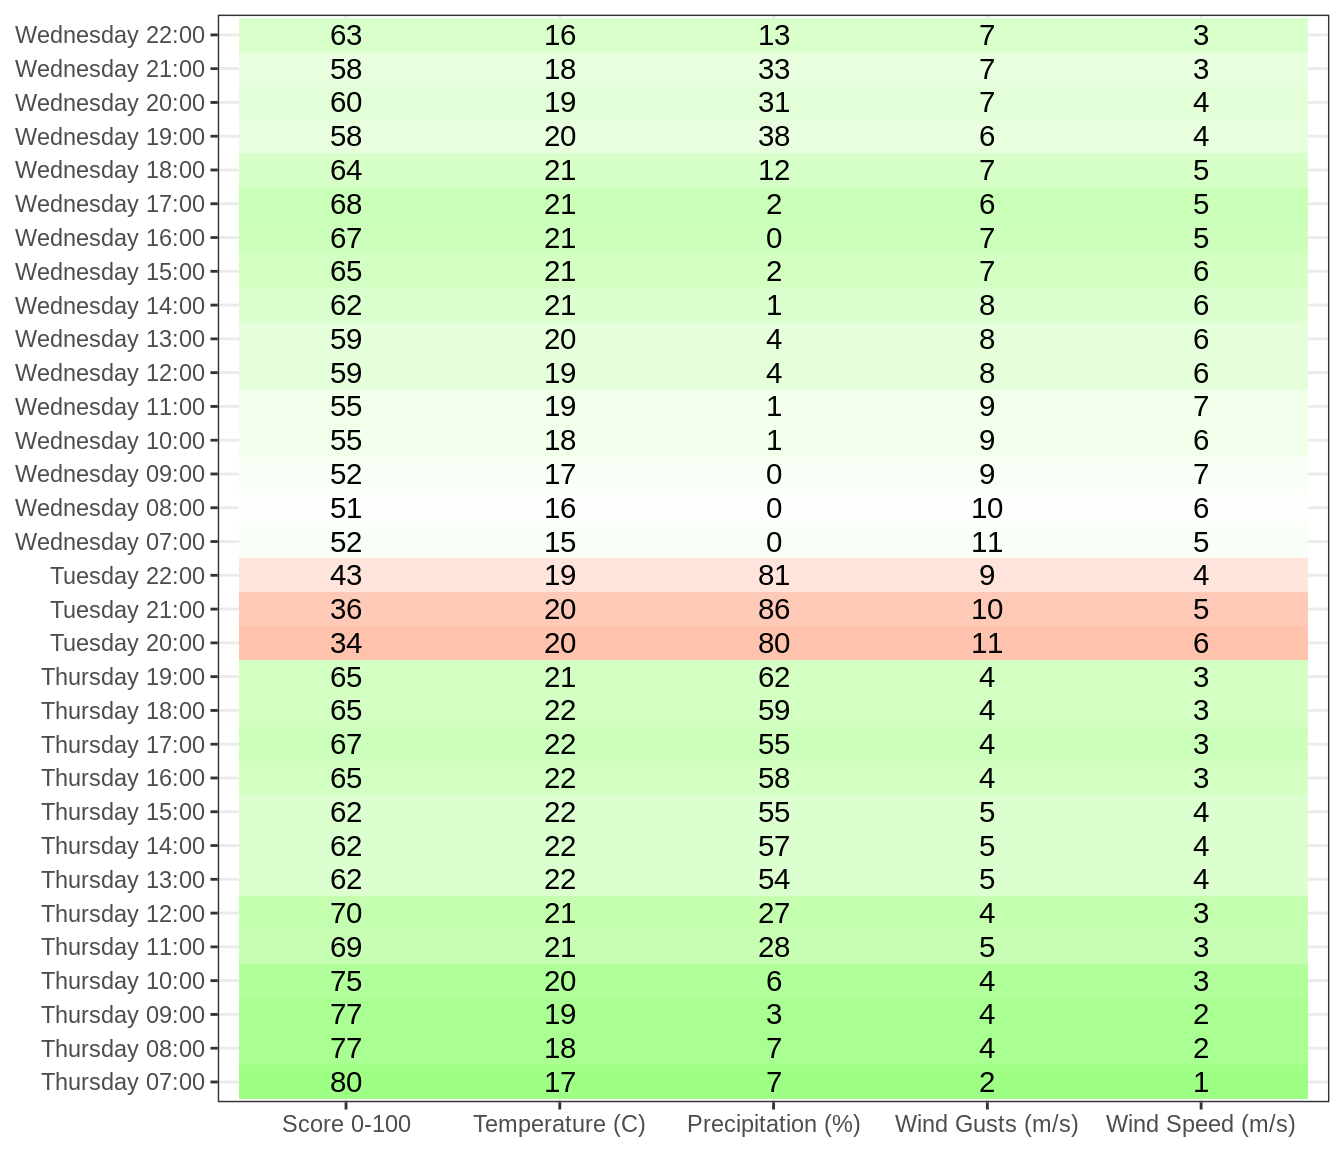 Wednesday 22:00 63 16 13 7 3
Wednesday 21:00 58 18 33 7 3
Wednesday 20:00 60 19 31 7 4
Wednesday 19:00 58 20 38 6 4
Wednesday 18:00 64 21 12 7 5
Wednesday 17:00 68 21 2 6 5
Wednesday 16:00 67 21 0 7 5
Wednesday 15:00 65 21 2 7 6
Wednesday 14:00 62 21 1 8 6
Wednesday 13:00 59 20 4 8 6
Wednesday 12:00 59 19 4 8 6
Wednesday 11:00 55 19 1 9 7
Wednesday 10:00 55 18 1 9 6
Wednesday 09:00 52 17 0 9 7
Wednesday 08:00 51 16 0 10 6
Wednesday 07:00 52 15 0 11 5
Tuesday 22:00 43 19 81 9 4
Tuesday 21:00 36 20 86 10 5
Tuesday 20:00 34 20 80 11 6
Thursday 19:00 65 21 62 4 3
Thursday 18:00 65 22 59 4 3
Thursday 17:00 67 22 55 4 3
Thursday 16:00 65 22 58 4 3
Thursday 15:00 62 22 55 5 4
Thursday 14:00 62 22 57 5 4
Thursday 13:00 62 22 54 5 4
Thursday 12:00 70 21 27 4 3
Thursday 11:00 69 21 28 5 3
Thursday 10:00 75 20 6 4 3
Thursday 09:00 77 19 3 4 2
Thursday 08:00 77 18 7 4 2
Thursday 07:00 80 17 7 2 1
Score 0-100 Temperature (C) Precipitation (%) Wind Gusts (m/s) Wind Speed (m/s)